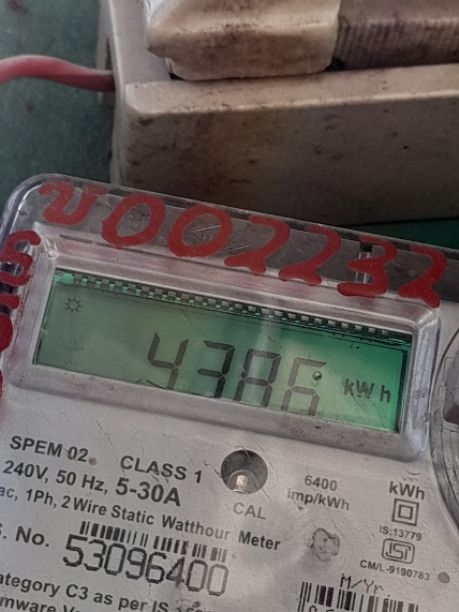 U002232
4386 kWh
SPEM 02
CLASS 1
240V, 50 Hz, 5-30A
ac, 1Ph, 2 Wire Static Watthour Meter
CAL
6400
imp/kWh
kWh
IS:13779
CM/L-9190783
S. No. 53096400
M/Yr
ategory C3 as per IS